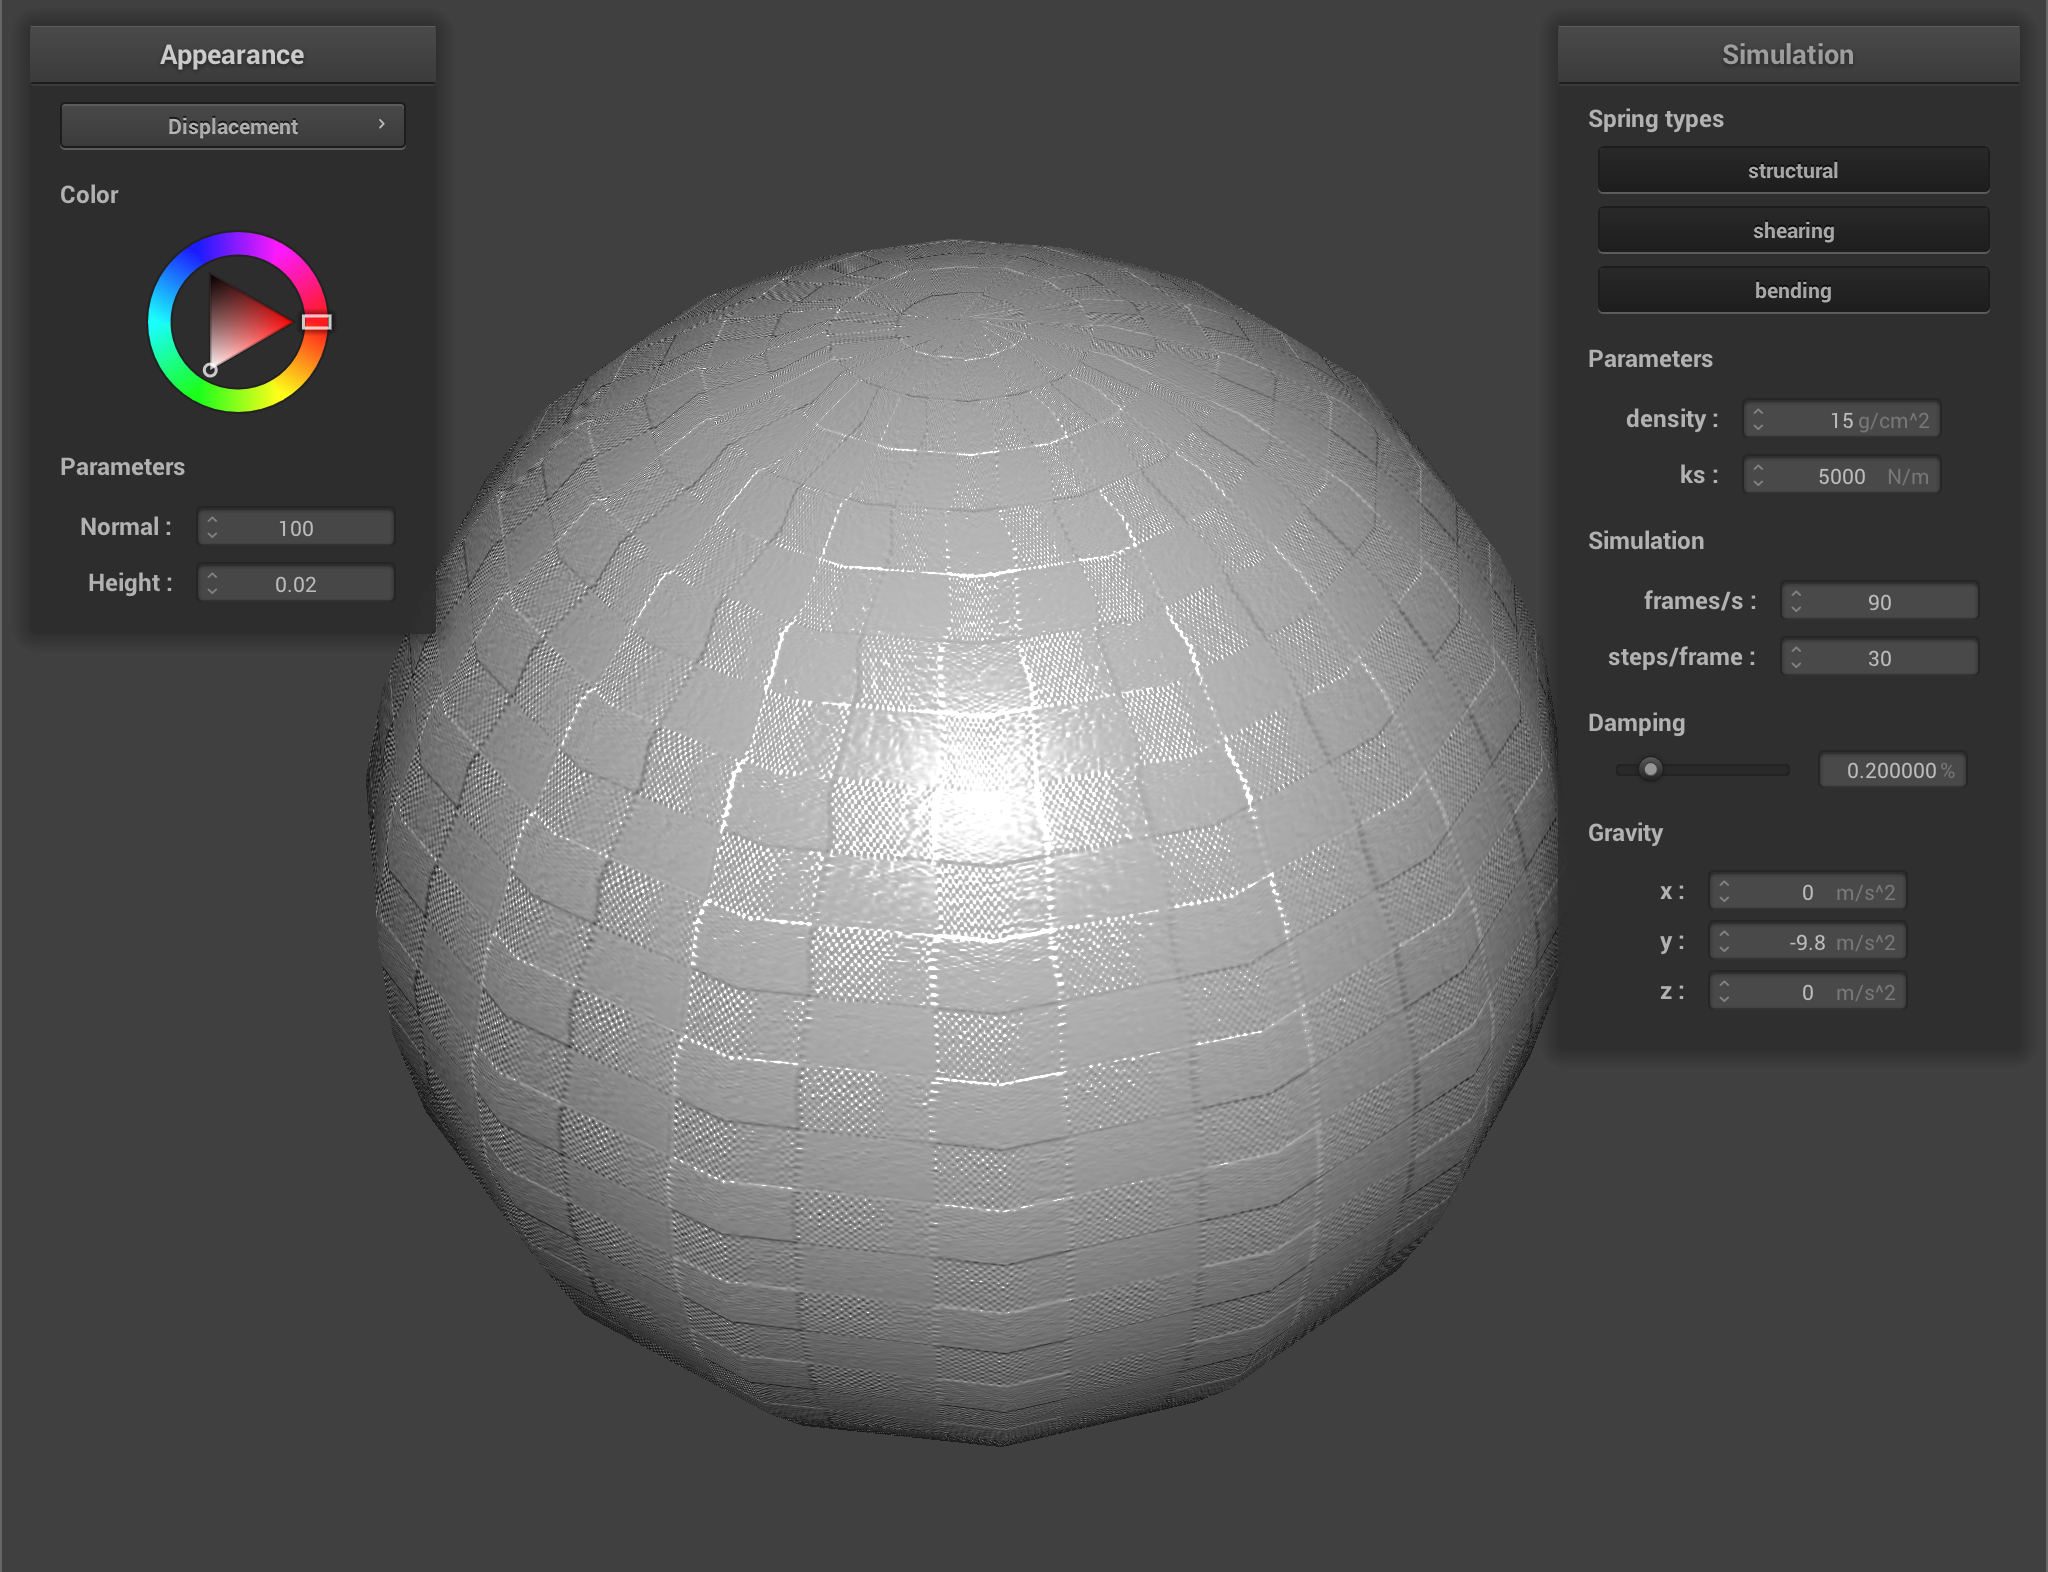 Appearance
Displacement
Color
Parameters
Normal : 100
Height : 0.02
Simulation
Spring types
structural
shearing
bending
Parameters
density : 15 g/cm^2
ks : 5000 N/m
Simulation
frames/s : 90
steps/frame : 30
Damping
0.200000 %
Gravity
x : 0 m/s^2
y : -9.8 m/s^2
z : 0 m/s^2